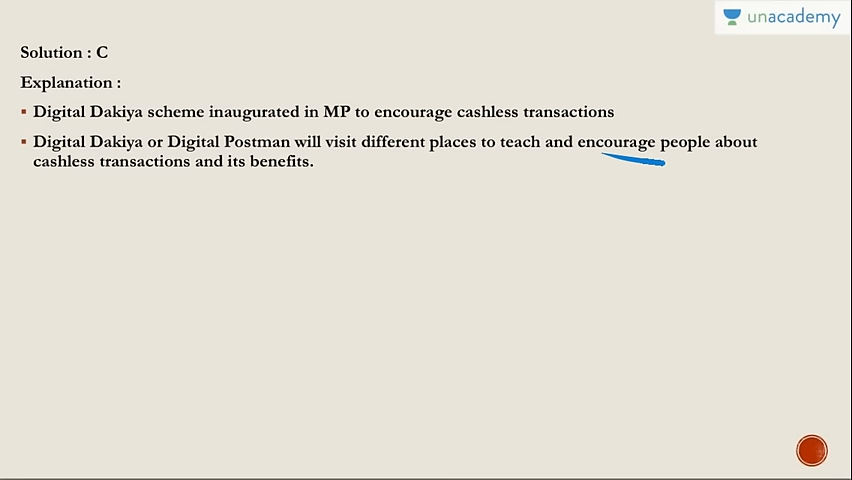 unacademy
Solution : C
Explanation :
▪ Digital Dakiya scheme inaugurated in MP to encourage cashless transactions
▪ Digital Dakiya or Digital Postman will visit different places to teach and encourage people about
cashless transactions and its benefits.